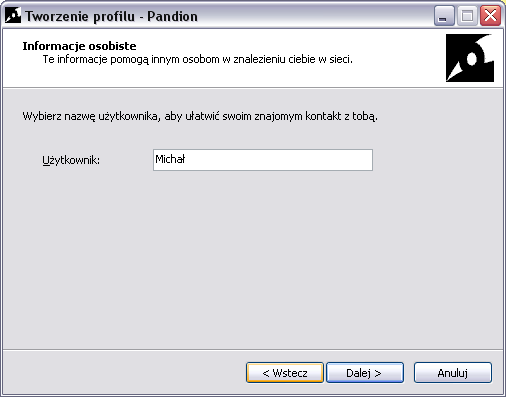 Tworzenie profilu - Pandion
Informacje osobiste
Te informacje pomogą innym osobom w znalezieniu ciebie w sieci.
Wybierz nazwę użytkownika, aby ułatwić swoim znajomym kontakt z tobą.
Użytkownik: Michał
< Wstecz Dalej > Anuluj